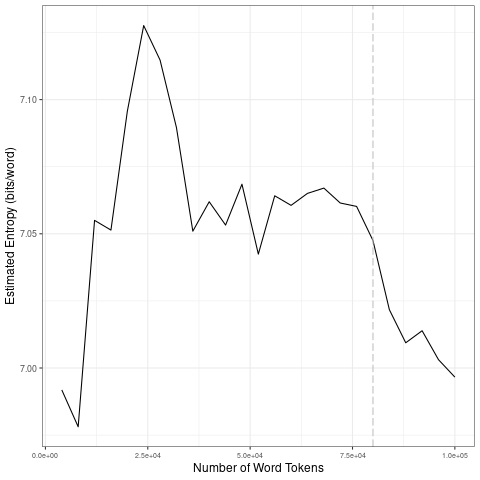 Estimated Entropy (bits/word)
7.10
7.05
7.00
0.0e+00 2.5e+04 5.0e+04 7.5e+04 1.0e+05
Number of Word Tokens